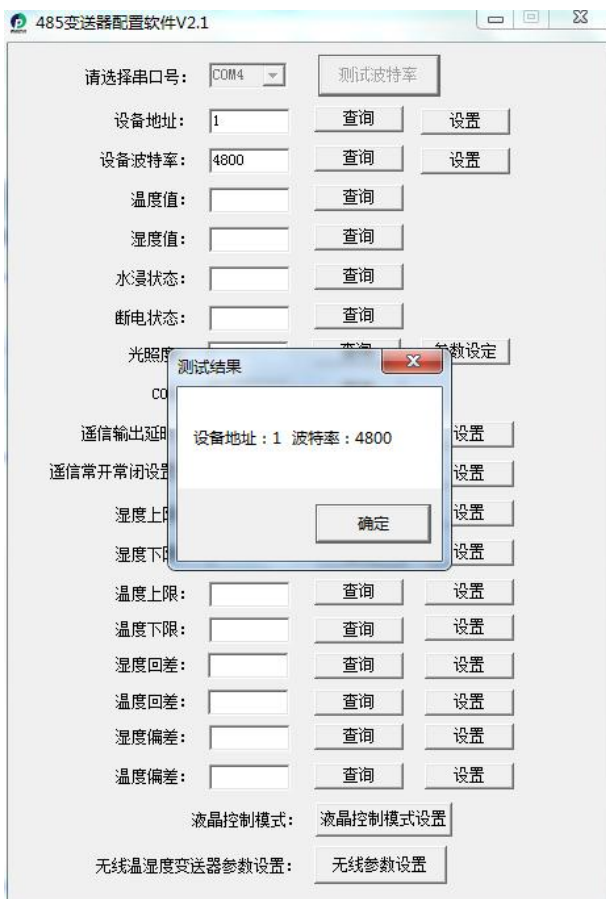 485变送器配置软件V2.1
请选择串口号： COM4 测试波特率
设备地址： 1 查询 设置
设备波特率： 4800 查询 设置
温度值： 查询
湿度值： 查询
水浸状态： 查询
断电状态： 查询
光照度 查询 参数设定
测试结果
CO
设备地址：1 波特率：4800
遥信输出延时 设置
遥信常开常闭设置 设置
确定
湿度上限 设置
湿度下限 设置
温度上限： 查询 设置
温度下限： 查询 设置
湿度回差： 查询 设置
温度回差： 查询 设置
湿度偏差： 查询 设置
温度偏差： 查询 设置
液晶控制模式： 液晶控制模式设置
无线温湿度变送器参数设置： 无线参数设置